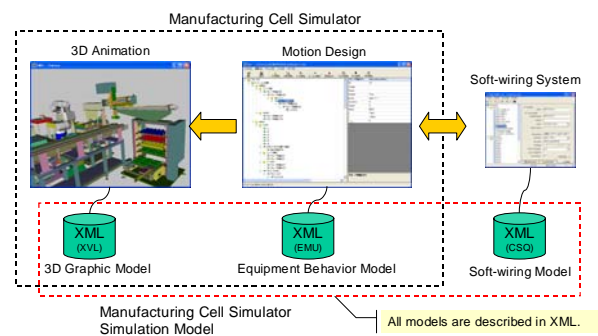 Manufacturing Cell Simulator
3D Animation
Motion Design
Soft-wiring System
XML
(XVL)
XML
(EMU)
XML
(CSQ)
3D Graphic Model
Equipment Behavior Model
Soft-wiring Model
Manufacturing Cell Simulator
Simulation Model
All models are described in XML.